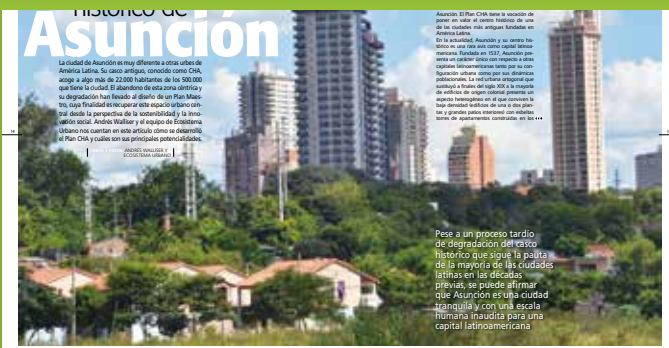 histórico de
Asunción
La ciudad de Asunción es muy diferente a otras urbes de
América Latina. Su casco antiguo, conocido como CHA,
acoge a algo más de 22.000 habitantes de los 500.000
que tiene la ciudad. El abandono de esta zona céntrica y
su degradación han llevado al diseño de un Plan Maes-
tro, cuya finalidad es recuperar este espacio urbano cen-
tral desde la perspectiva de la sostenibilidad y la inno-
vación social. Andrés Walliser y el equipo de Ecosistema
Urbano nos cuentan en este artículo cómo se desarrolló
el Plan CHA y cuáles son sus principales potencialidades.
ANDRÉS WALLISER Y
ECOSISTEMA URBANO
Asunción. El Plan CHA tiene la vocación de
poner en valor el centro histórico de una
de las ciudades más antiguas fundadas en
América Latina.
En la actualidad, Asunción y su centro his-
tórico es una rara avis como capital latinoa-
mericana. Fundada en 1537, Asunción pre-
senta un carácter único con respecto a otras
capitales latinoamericanas tanto por su con-
figuración urbana como por sus dinámicas
poblacionales. La red urbana ortogonal que
sustituyó a finales del siglo XIX a la mayoría
de edificios de origen colonial presenta un
aspecto heterogéneo en el que conviven la
baja densidad (edificios de una o dos plan-
tas y grandes patios interiores) con esbeltas
torres de apartamentos construidas en los •••
Pese a un proceso tardío
de degradación del casco
histórico que sigue la pauta
de la mayoría de las ciudades
latinas en las décadas
previas, se puede afirmar
que Asunción es una ciudad
tranquila y con una escala
humana inaudita para una
capital latinoamericana